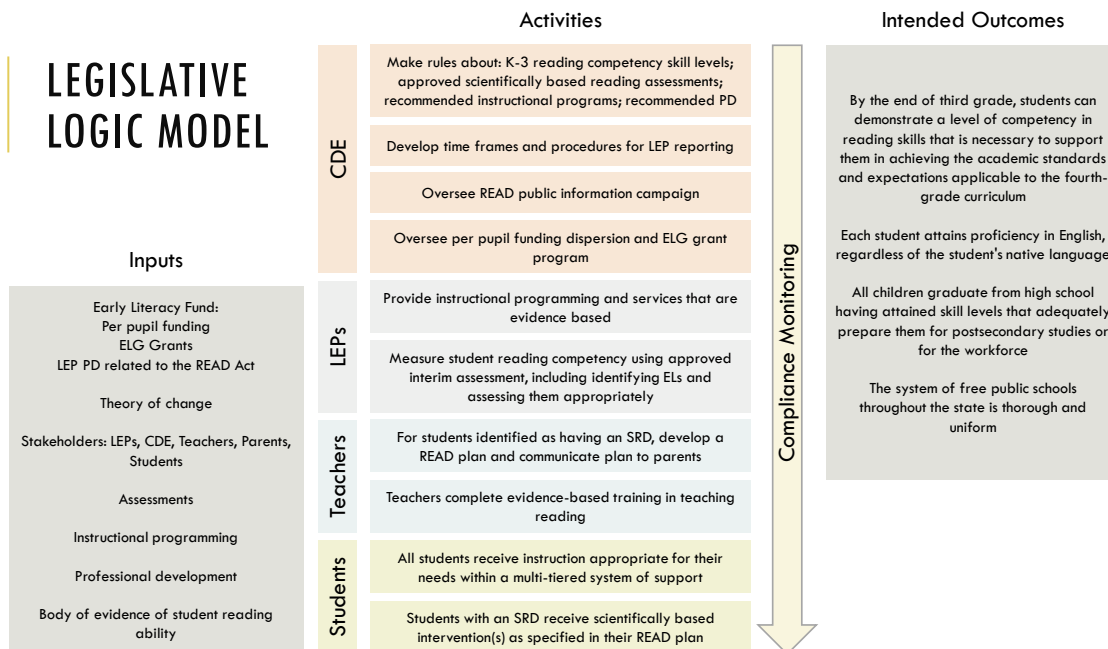 LEGISLATIVE
LOGIC MODEL
Inputs
Early Literacy Fund:
Per pupil funding
ELG Grants
LEP PD related to the READ Act
Theory of change
Stakeholders: LEPs, CDE, Teachers, Parents,
Students
Assessments
Instructional programming
Professional development
Body of evidence of student reading
ability
Activities
CDE
Make rules about: K-3 reading competency skill levels;
approved scientifically based reading assessments;
recommended instructional programs; recommended PD
Develop time frames and procedures for LEP reporting
Oversee READ public information campaign
Oversee per pupil funding dispersion and ELG grant
program
LEPs
Provide instructional programming and services that are
evidence based
Measure student reading competency using approved
interim assessment, including identifying ELs and
assessing them appropriately
Teachers
For students identified as having an SRD, develop a
READ plan and communicate plan to parents
Teachers complete evidence-based training in teaching
reading
Students
All students receive instruction appropriate for their
needs within a multi-tiered system of support
Students with an SRD receive scientifically based
intervention(s) as specified in their READ plan
Compliance Monitoring
Intended Outcomes
By the end of third grade, students can
demonstrate a level of competency in
reading skills that is necessary to support
them in achieving the academic standards
and expectations applicable to the fourth-
grade curriculum
Each student attains proficiency in English,
regardless of the student's native language
All children graduate from high school
having attained skill levels that adequately
prepare them for postsecondary studies or
for the workforce
The system of free public schools
throughout the state is thorough and
uniform